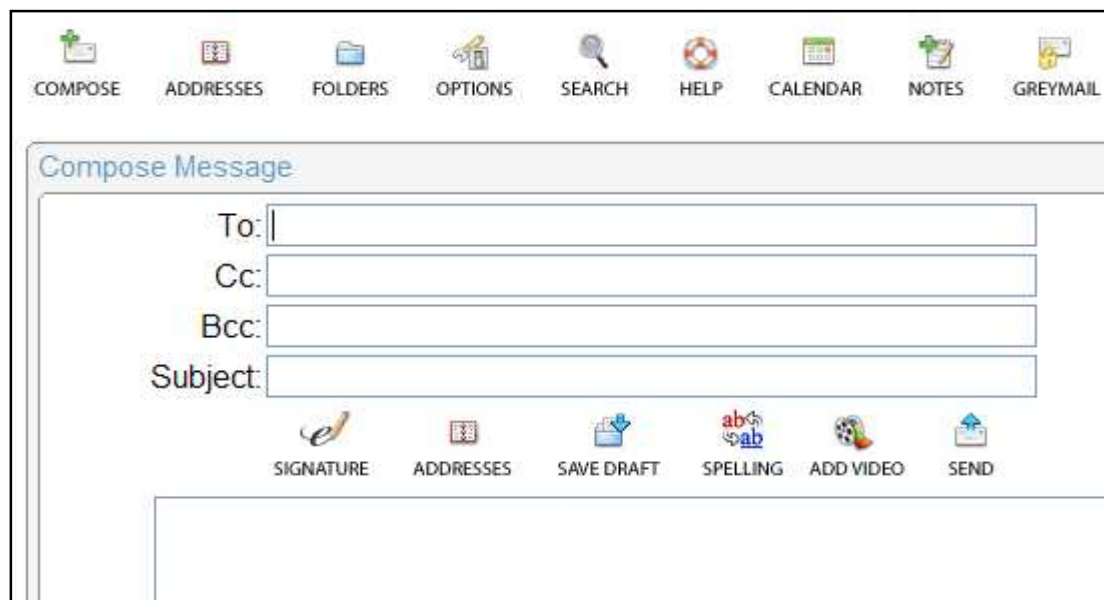 COMPOSE ADDRESSES FOLDERS OPTIONS SEARCH HELP CALENDAR NOTES GREYMAIL
Compose Message
To:
Cc:
Bcc:
Subject:
e
ab
ab
SIGNATURE ADDRESSES SAVE DRAFT SPELLING ADD VIDEO SEND